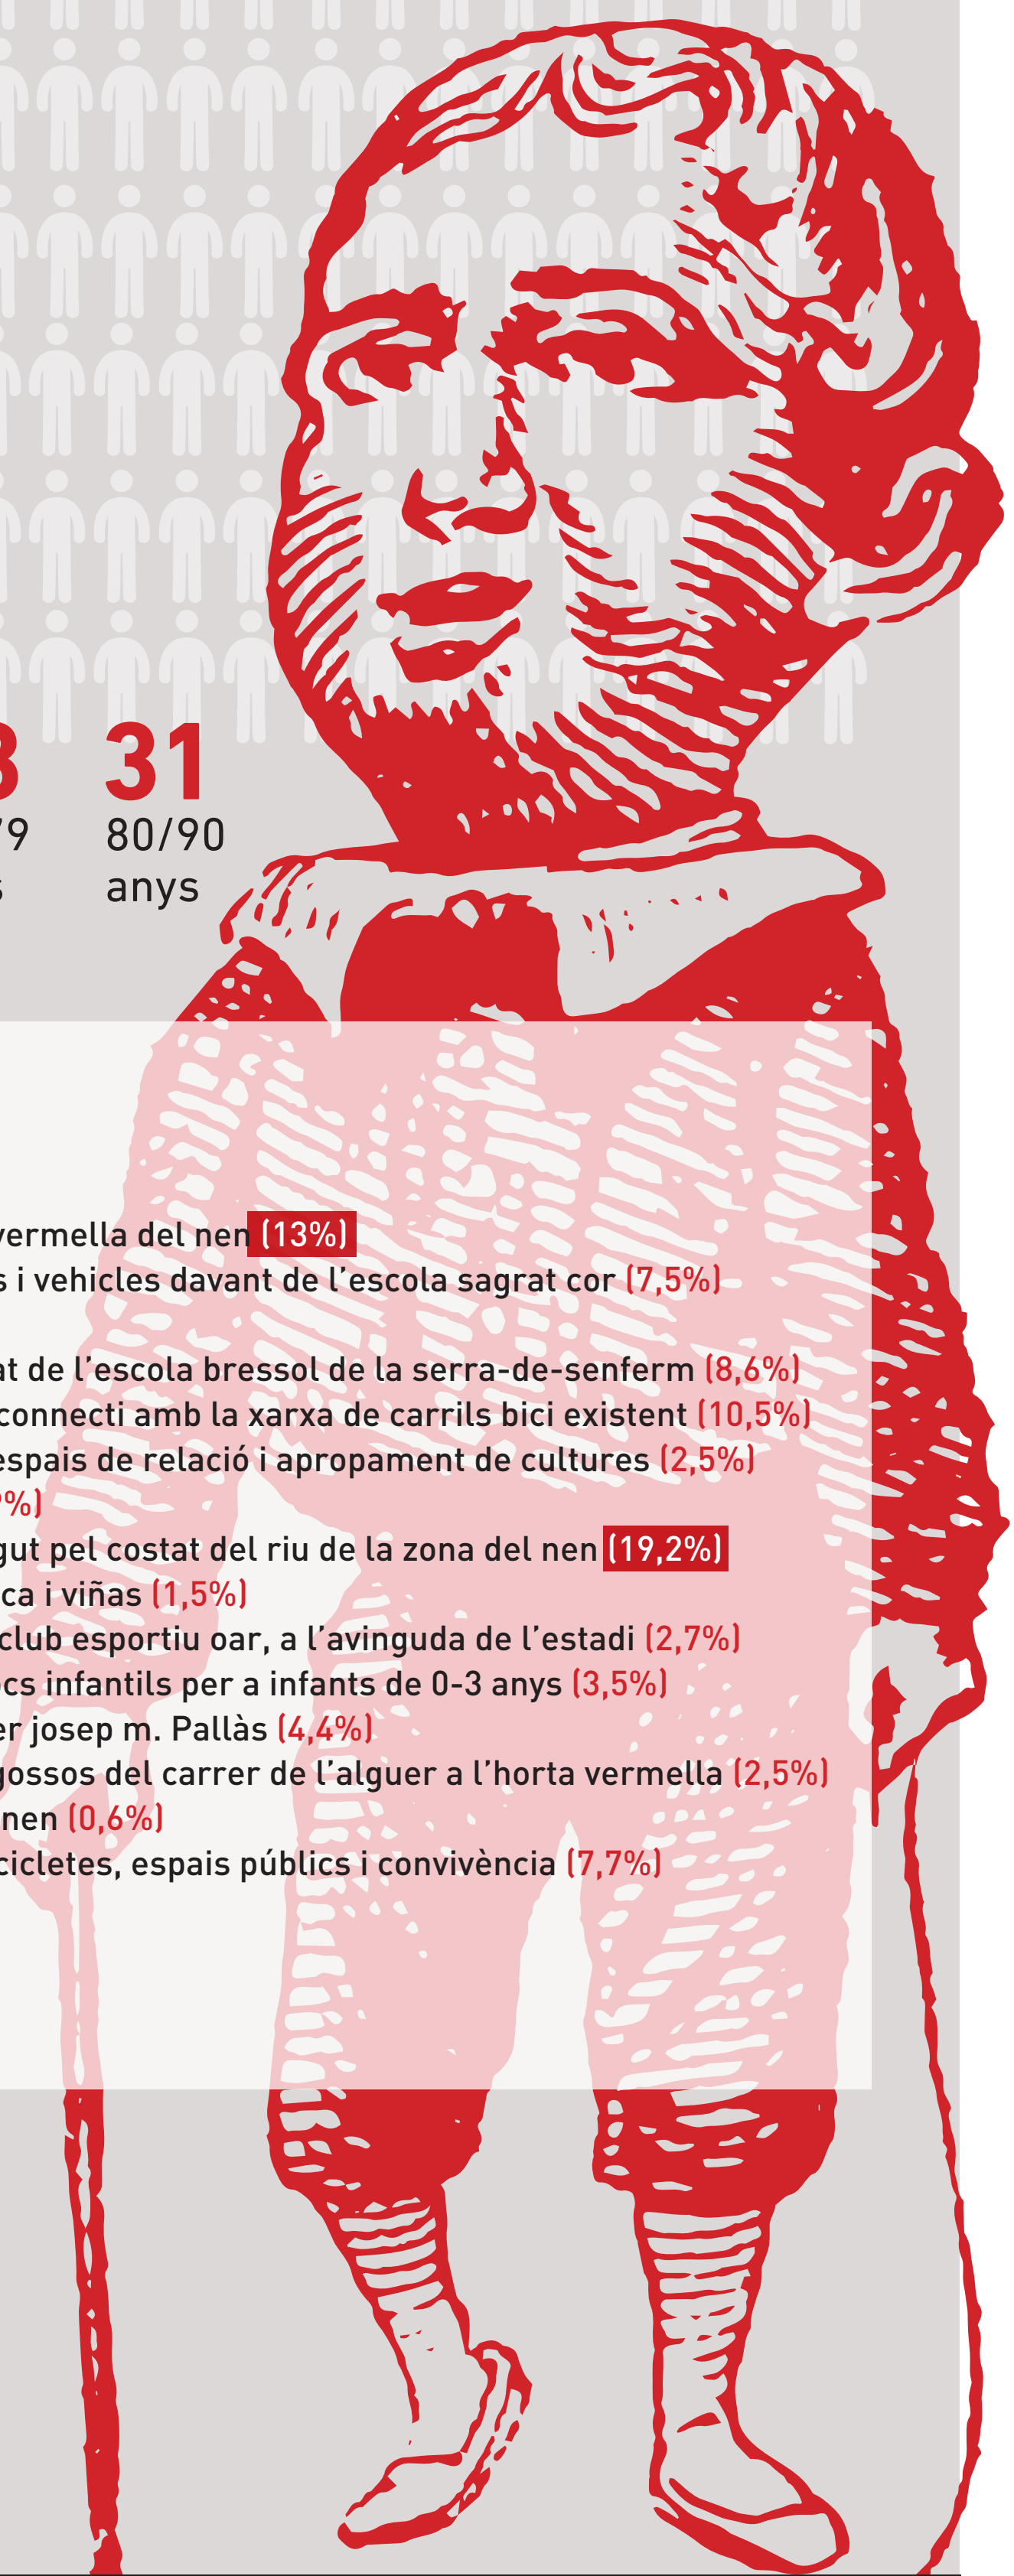 31
/9 80/90
s anys
vermella del nen (13%)
s i vehicles davant de l’escola sagrat cor (7,5%)
at de l’escola bressol de la serra-de-senferm (8,6%)
connecti amb la xarxa de carrils bici existent (10,5%)
espais de relació i apropament de cultures (2,5%)
%)
gut pel costat del riu de la zona del nen (19,2%)
ca i viñas (1,5%)
club esportiu oar, a l’avinguda de l’estadi (2,7%)
ocs infantils per a infants de 0-3 anys (3,5%)
er josep m. Pallàs (4,4%)
gossos del carrer de l’alguer a l’horta vermella (2,5%)
nen (0,6%)
cicletes, espais públics i convivència (7,7%)